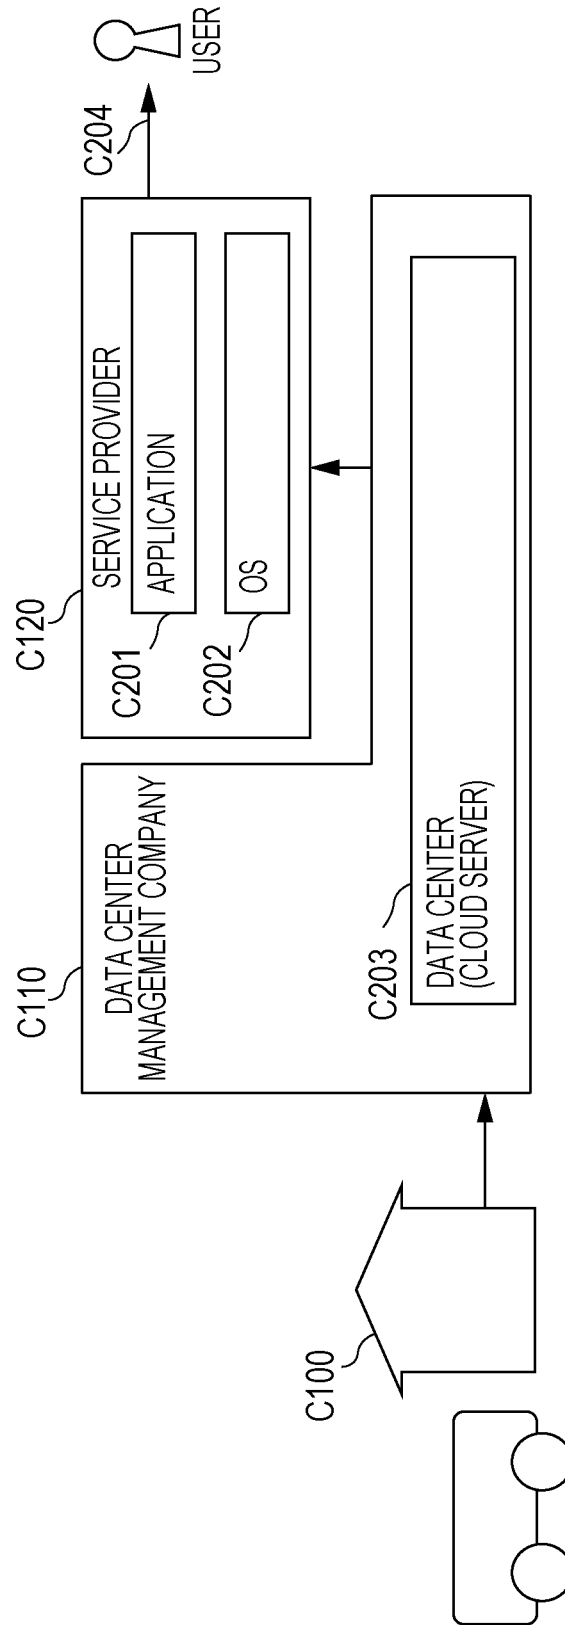 C110
DATA CENTER
MANAGEMENT COMPANY
C120
SERVICE PROVIDER
C201
APPLICATION
C202
OS
C204
USER
C100
C203
DATA CENTER
(CLOUD SERVER)